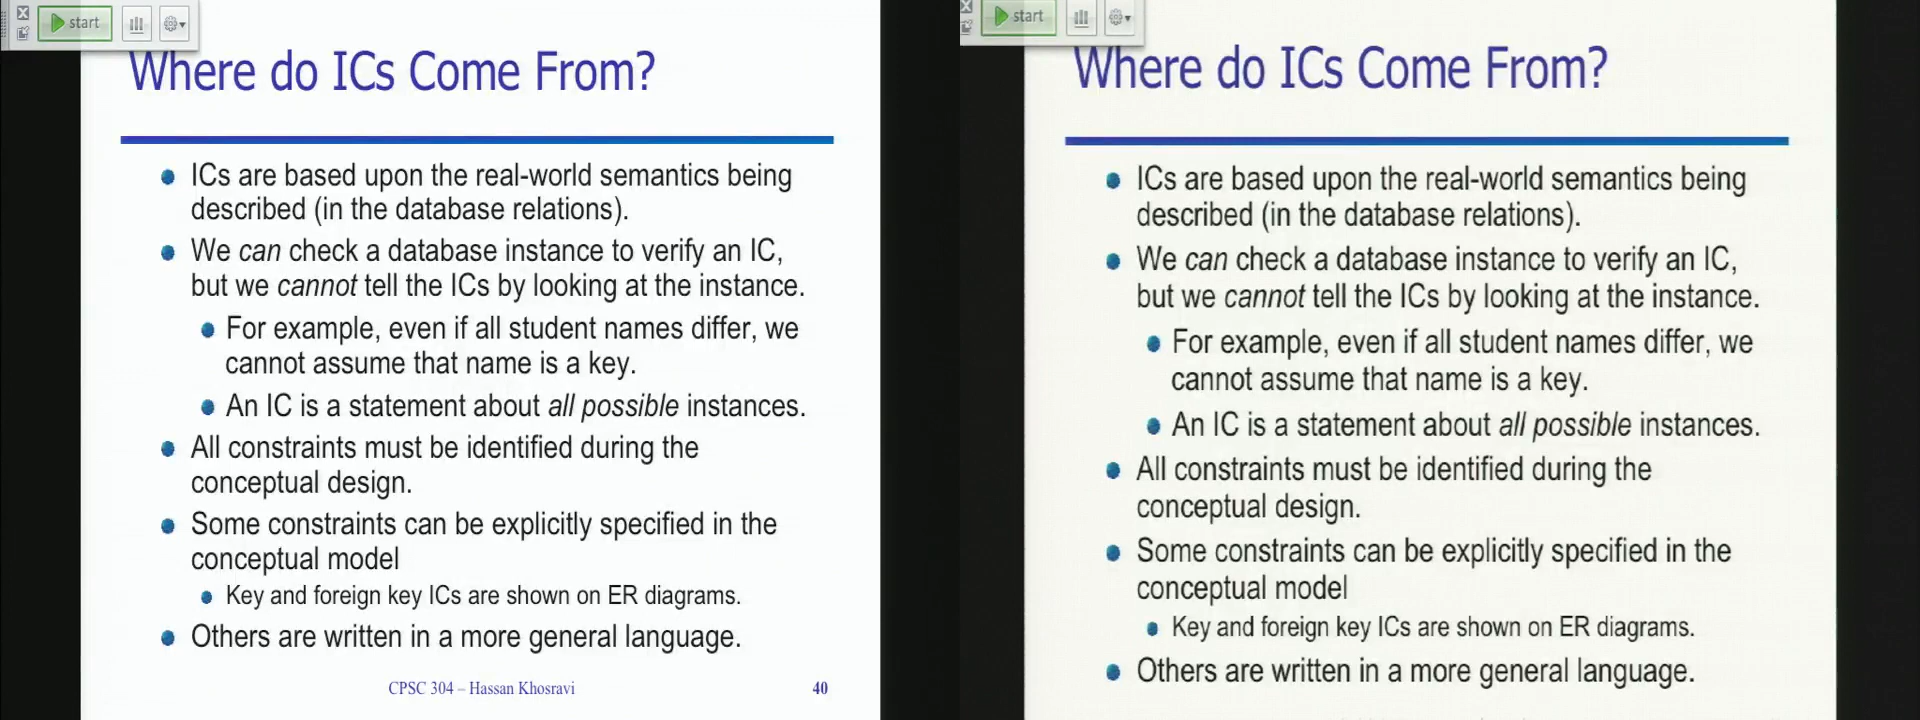 start
Where do ICs Come From?
ICs are based upon the real-world semantics being
described (in the database relations).
We can check a database instance to verify an IC,
but we cannot tell the ICs by looking at the instance.
For example, even if all student names differ, we
cannot assume that name is a key.
An IC is a statement about all possible instances.
All constraints must be identified during the
conceptual design.
Some constraints can be explicitly specified in the
conceptual model
Key and foreign key ICs are shown on ER diagrams.
Others are written in a more general language.
CPSC 304 – Hassan Khosravi
40
start
Where do ICs Come From?
ICs are based upon the real-world semantics being
described (in the database relations).
We can check a database instance to verify an IC,
but we cannot tell the ICs by looking at the instance.
For example, even if all student names differ, we
cannot assume that name is a key.
An IC is a statement about all possible instances.
All constraints must be identified during the
conceptual design.
Some constraints can be explicitly specified in the
conceptual model
Key and foreign key ICs are shown on ER diagrams.
Others are written in a more general language.